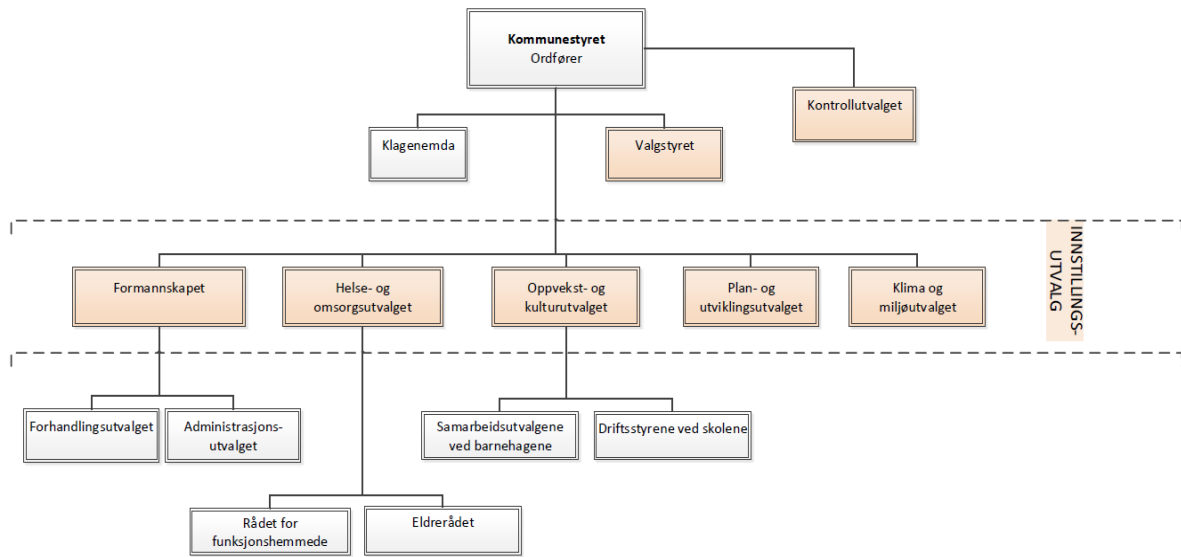 Kommunestyret
Ordfører
Kontrollutvalget
Klagenemda
Valgstyret
INNSTILLINGS-
UTVALG
Formannskapet
Helse- og
omsorgsutvalget
Oppvekst- og
kulturutvalget
Plan- og
utviklingsutvalget
Klima og
miljøutvalget
Forhandlingsutvalget
Administrasjons-
utvalget
Samarbeidsutvalgene
ved barnehagene
Driftsstyrene ved skolene
Rådet for
funksjonshemmede
Eldrerådet